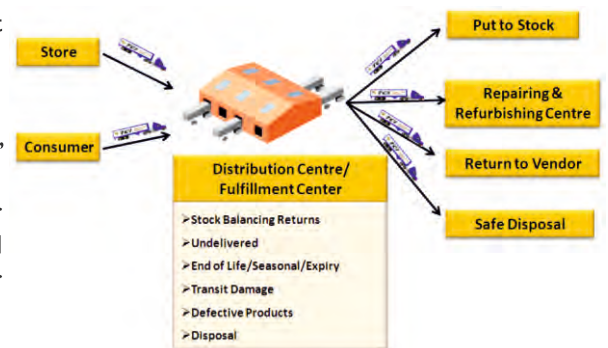 Store
Consumer
Distribution Centre/
Fulfillment Center
➢Stock Balancing Returns
➢Undelivered
➢End of Life/Seasonal/Expiry
➢Transit Damage
➢Defective Products
➢Disposal
Put to Stock
Repairing &
Refurbishing Centre
Return to Vendor
Safe Disposal